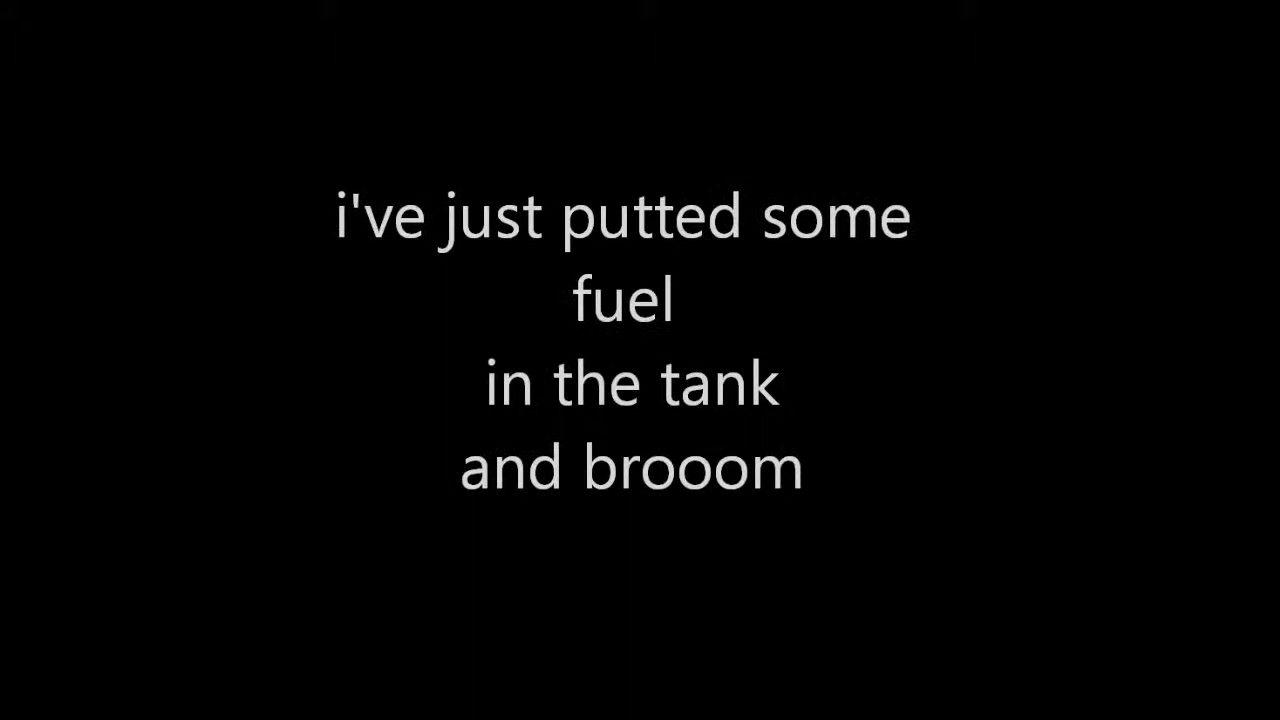 i've just putted some
fuel
in the tank
and brooom